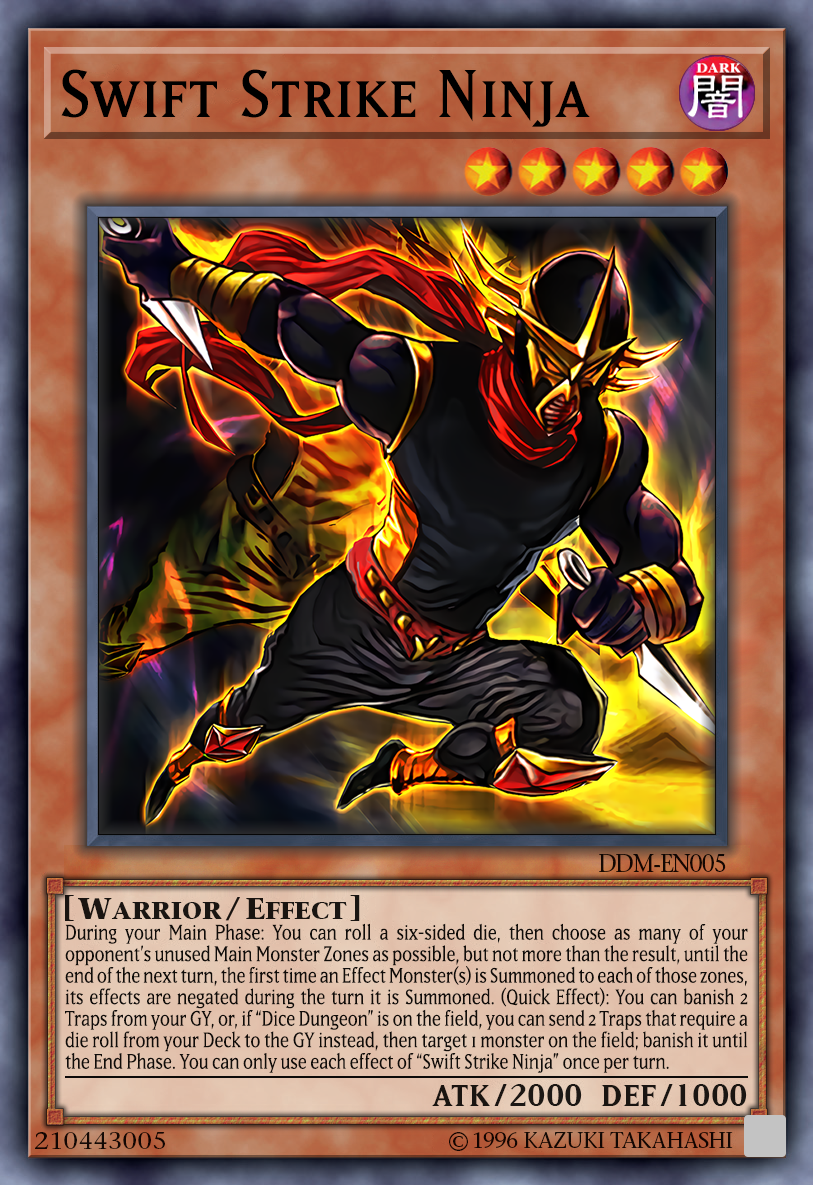 Swift Strike Ninja
DARK
闇
DDM-EN005
[Warrior/Effect]
During your Main Phase: You can roll a six-sided die, then choose as many of your
opponent's unused Main Monster Zones as possible, but not more than the result, until the
end of the next turn, the first time an Effect Monster(s) is Summoned to each of those zones,
its effects are negated during the turn it is Summoned. (Quick Effect): You can banish 2
Traps from your GY, or, if "Dice Dungeon" is on the field, you can send 2 Traps that require a
die roll from your Deck to the GY instead, then target 1 monster on the field; banish it until
the End Phase. You can only use each effect of "Swift Strike Ninja" once per turn.
ATK/2000 DEF/1000
210443005
© 1996 KAZUKI TAKAHASHI